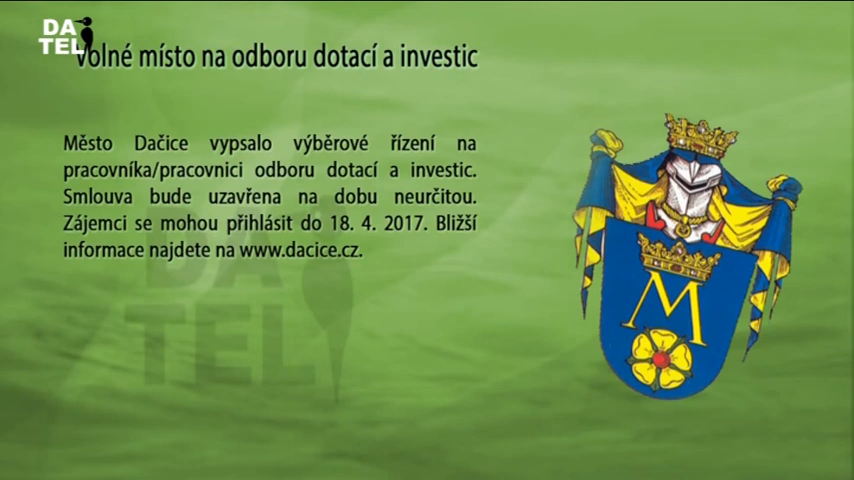 DA
TEL
Volné místo na odboru dotací a investic
Město Dačice vypsalo výběrové řízení na
pracovníka/pracovnici odboru dotací a investic.
Smlouva bude uzavřena na dobu neurčitou.
Zájemci se mohou přihlásit do 18. 4. 2017. Bližší
informace najdete na www.dacice.cz.
DA
TEL
M